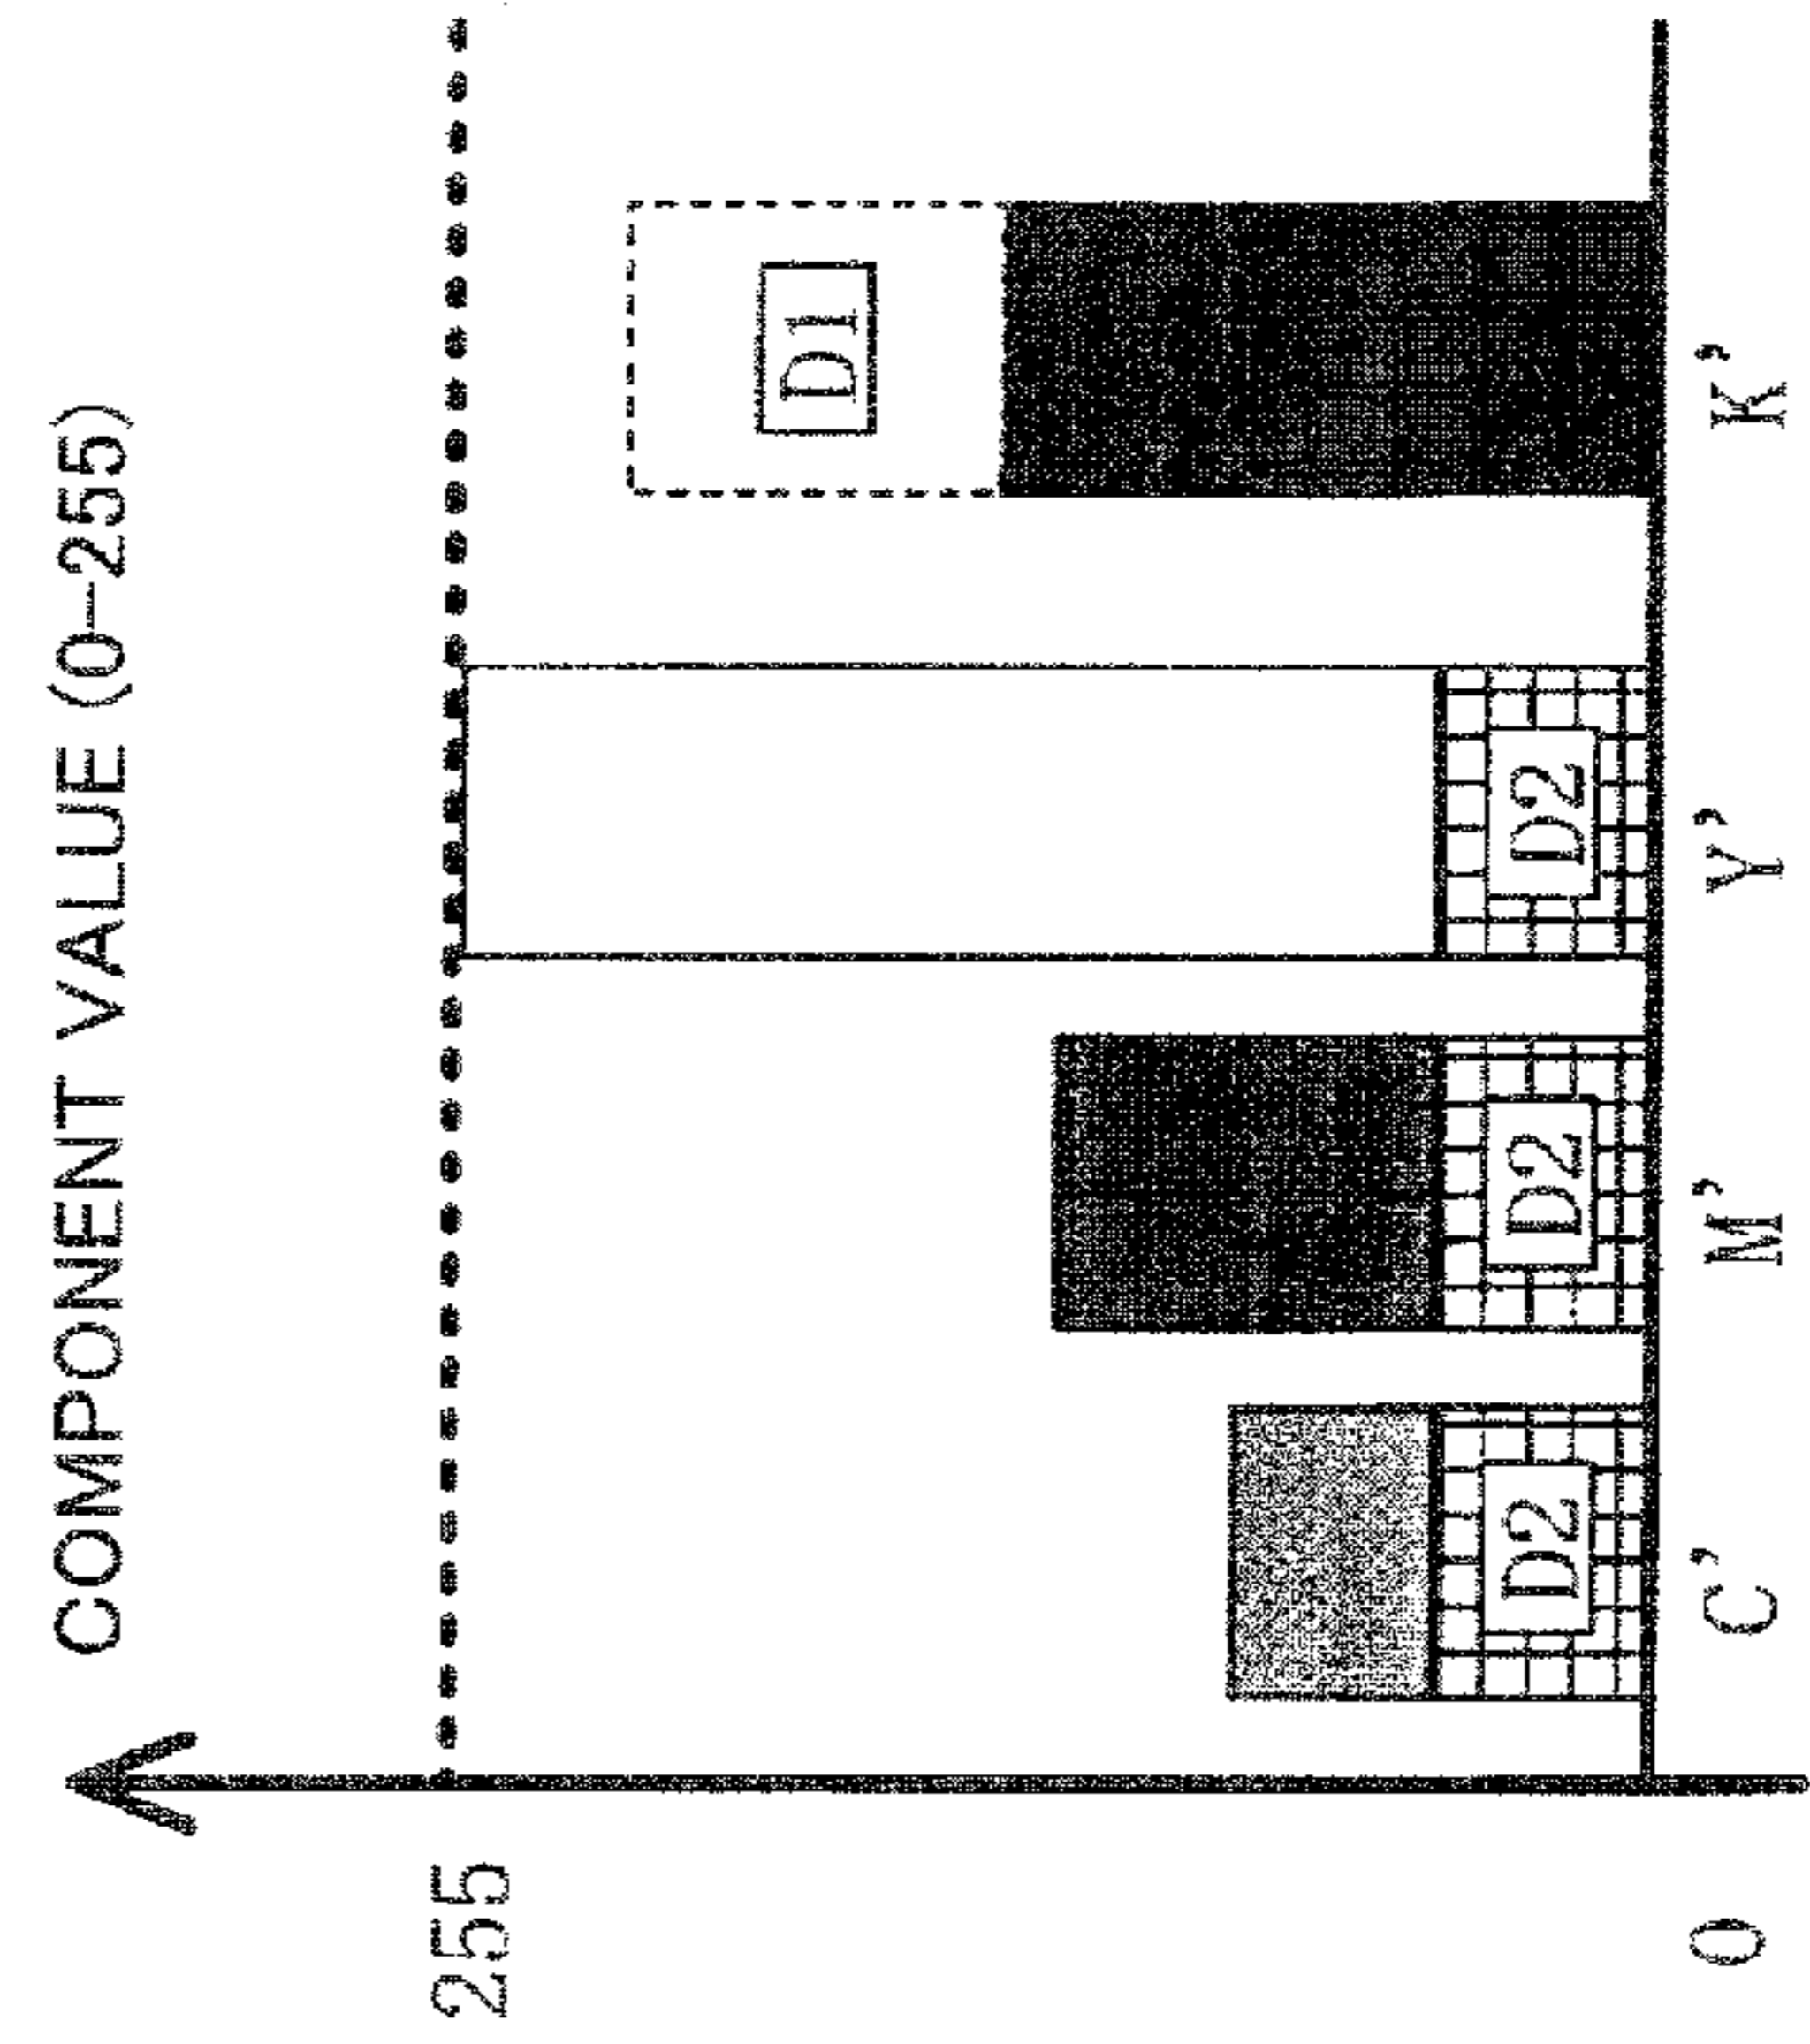 COMPONENT VALUE (0-255)
255
D1
D2 D2 D2
0 C' M' Y' K'